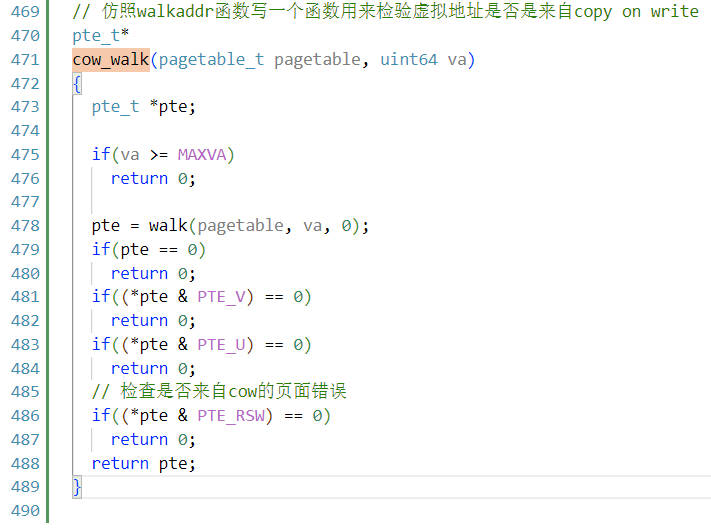 469 // 仿照walkaddr函数写一个函数用来检验虚拟地址是否是来自copy on write
470 pte_t*
471 cow_walk(pagetable_t pagetable, uint64 va)
472 {
473   pte_t *pte;
474
475   if(va >= MAXVA)
476     return 0;
477
478   pte = walk(pagetable, va, 0);
479   if(pte == 0)
480     return 0;
481   if((*pte & PTE_V) == 0)
482     return 0;
483   if((*pte & PTE_U) == 0)
484     return 0;
485   // 检查是否来自cow的页面错误
486   if((*pte & PTE_RSW) == 0)
487     return 0;
488   return pte;
489 }
490